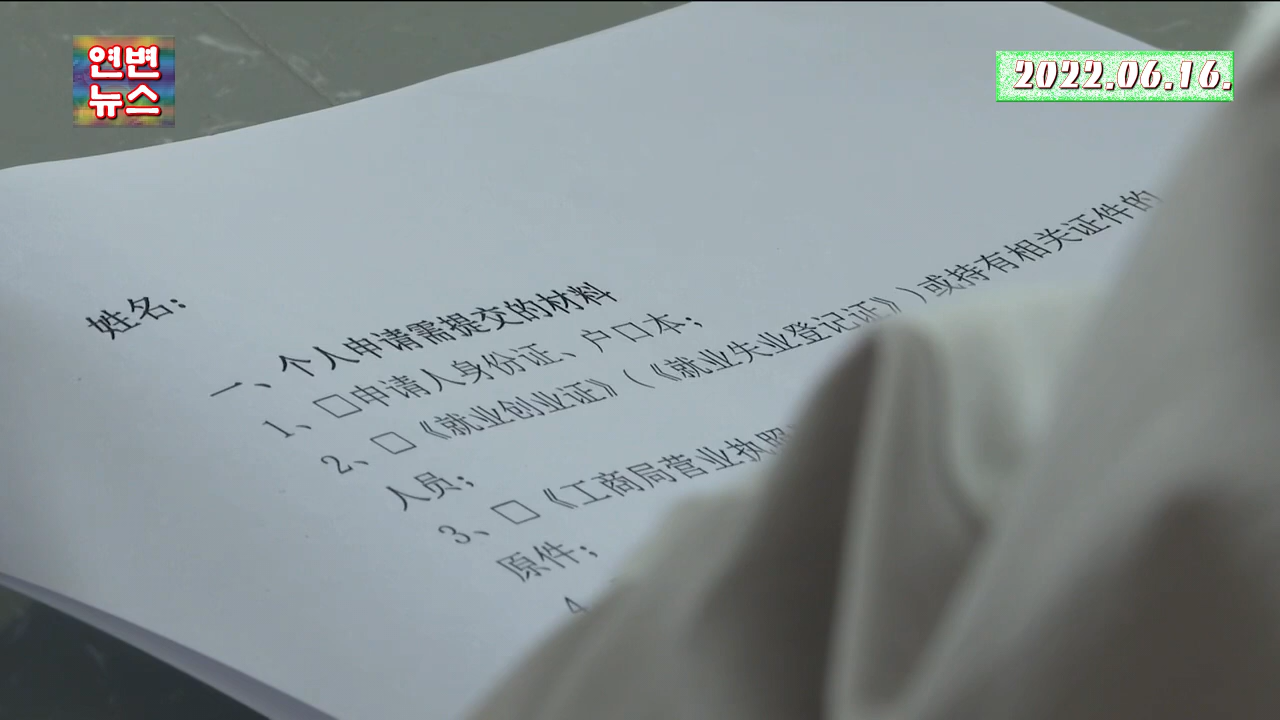 연변
뉴스
2022.06.16.
姓名:
一、个人申请需提交的材料
1、□申请人身份证、户口本;
2、□《就业创业证》(《就业失业登记证》)或持有相关证件的
人员;
3、□《工商局营业执照
原件;
4